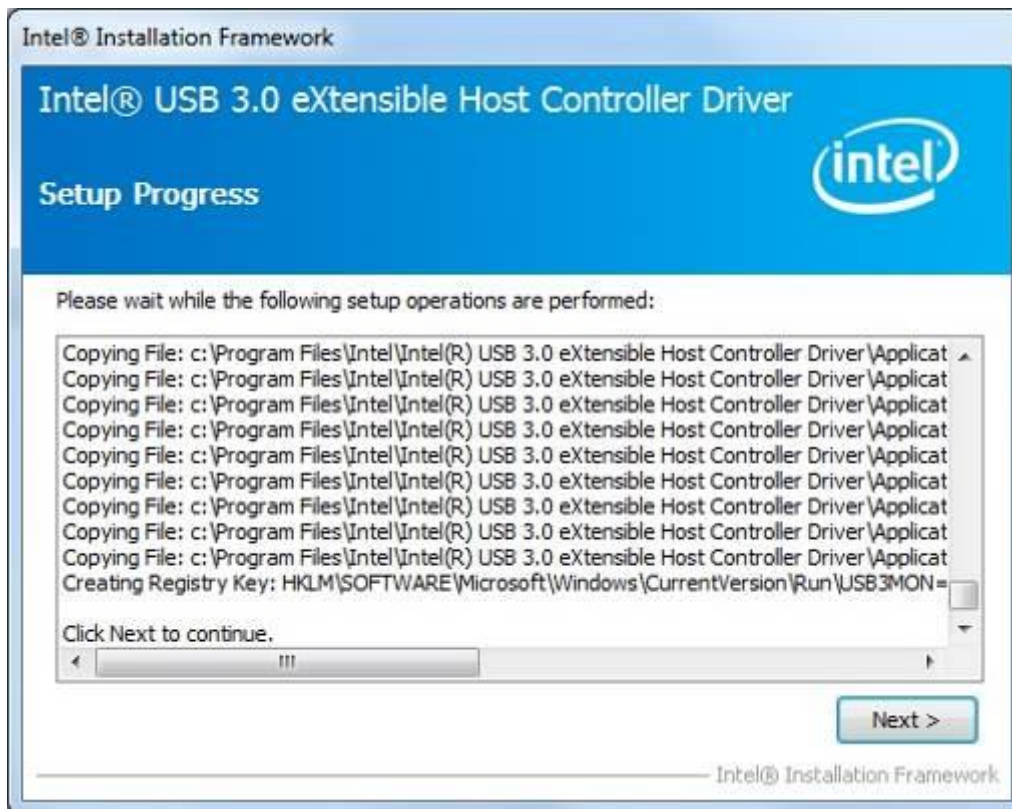 Intel® Installation Framework
Intel® USB 3.0 eXtensible Host Controller Driver
intel
Setup Progress
Please wait while the following setup operations are performed:
Copying File: c:\Program Files\Intel\Intel(R) USB 3.0 eXtensible Host Controller Driver\Applicat
Copying File: c:\Program Files\Intel\Intel(R) USB 3.0 eXtensible Host Controller Driver\Applicat
Copying File: c:\Program Files\Intel\Intel(R) USB 3.0 eXtensible Host Controller Driver\Applicat
Copying File: c:\Program Files\Intel\Intel(R) USB 3.0 eXtensible Host Controller Driver\Applicat
Copying File: c:\Program Files\Intel\Intel(R) USB 3.0 eXtensible Host Controller Driver\Applicat
Copying File: c:\Program Files\Intel\Intel(R) USB 3.0 eXtensible Host Controller Driver\Applicat
Copying File: c:\Program Files\Intel\Intel(R) USB 3.0 eXtensible Host Controller Driver\Applicat
Copying File: c:\Program Files\Intel\Intel(R) USB 3.0 eXtensible Host Controller Driver\Applicat
Copying File: c:\Program Files\Intel\Intel(R) USB 3.0 eXtensible Host Controller Driver\Applicat
Creating Registry Key: HKLM\SOFTWARE\Microsoft\Windows\CurrentVersion\Run\USB3MON=
Click Next to continue.
Next >
Intel® Installation Framework